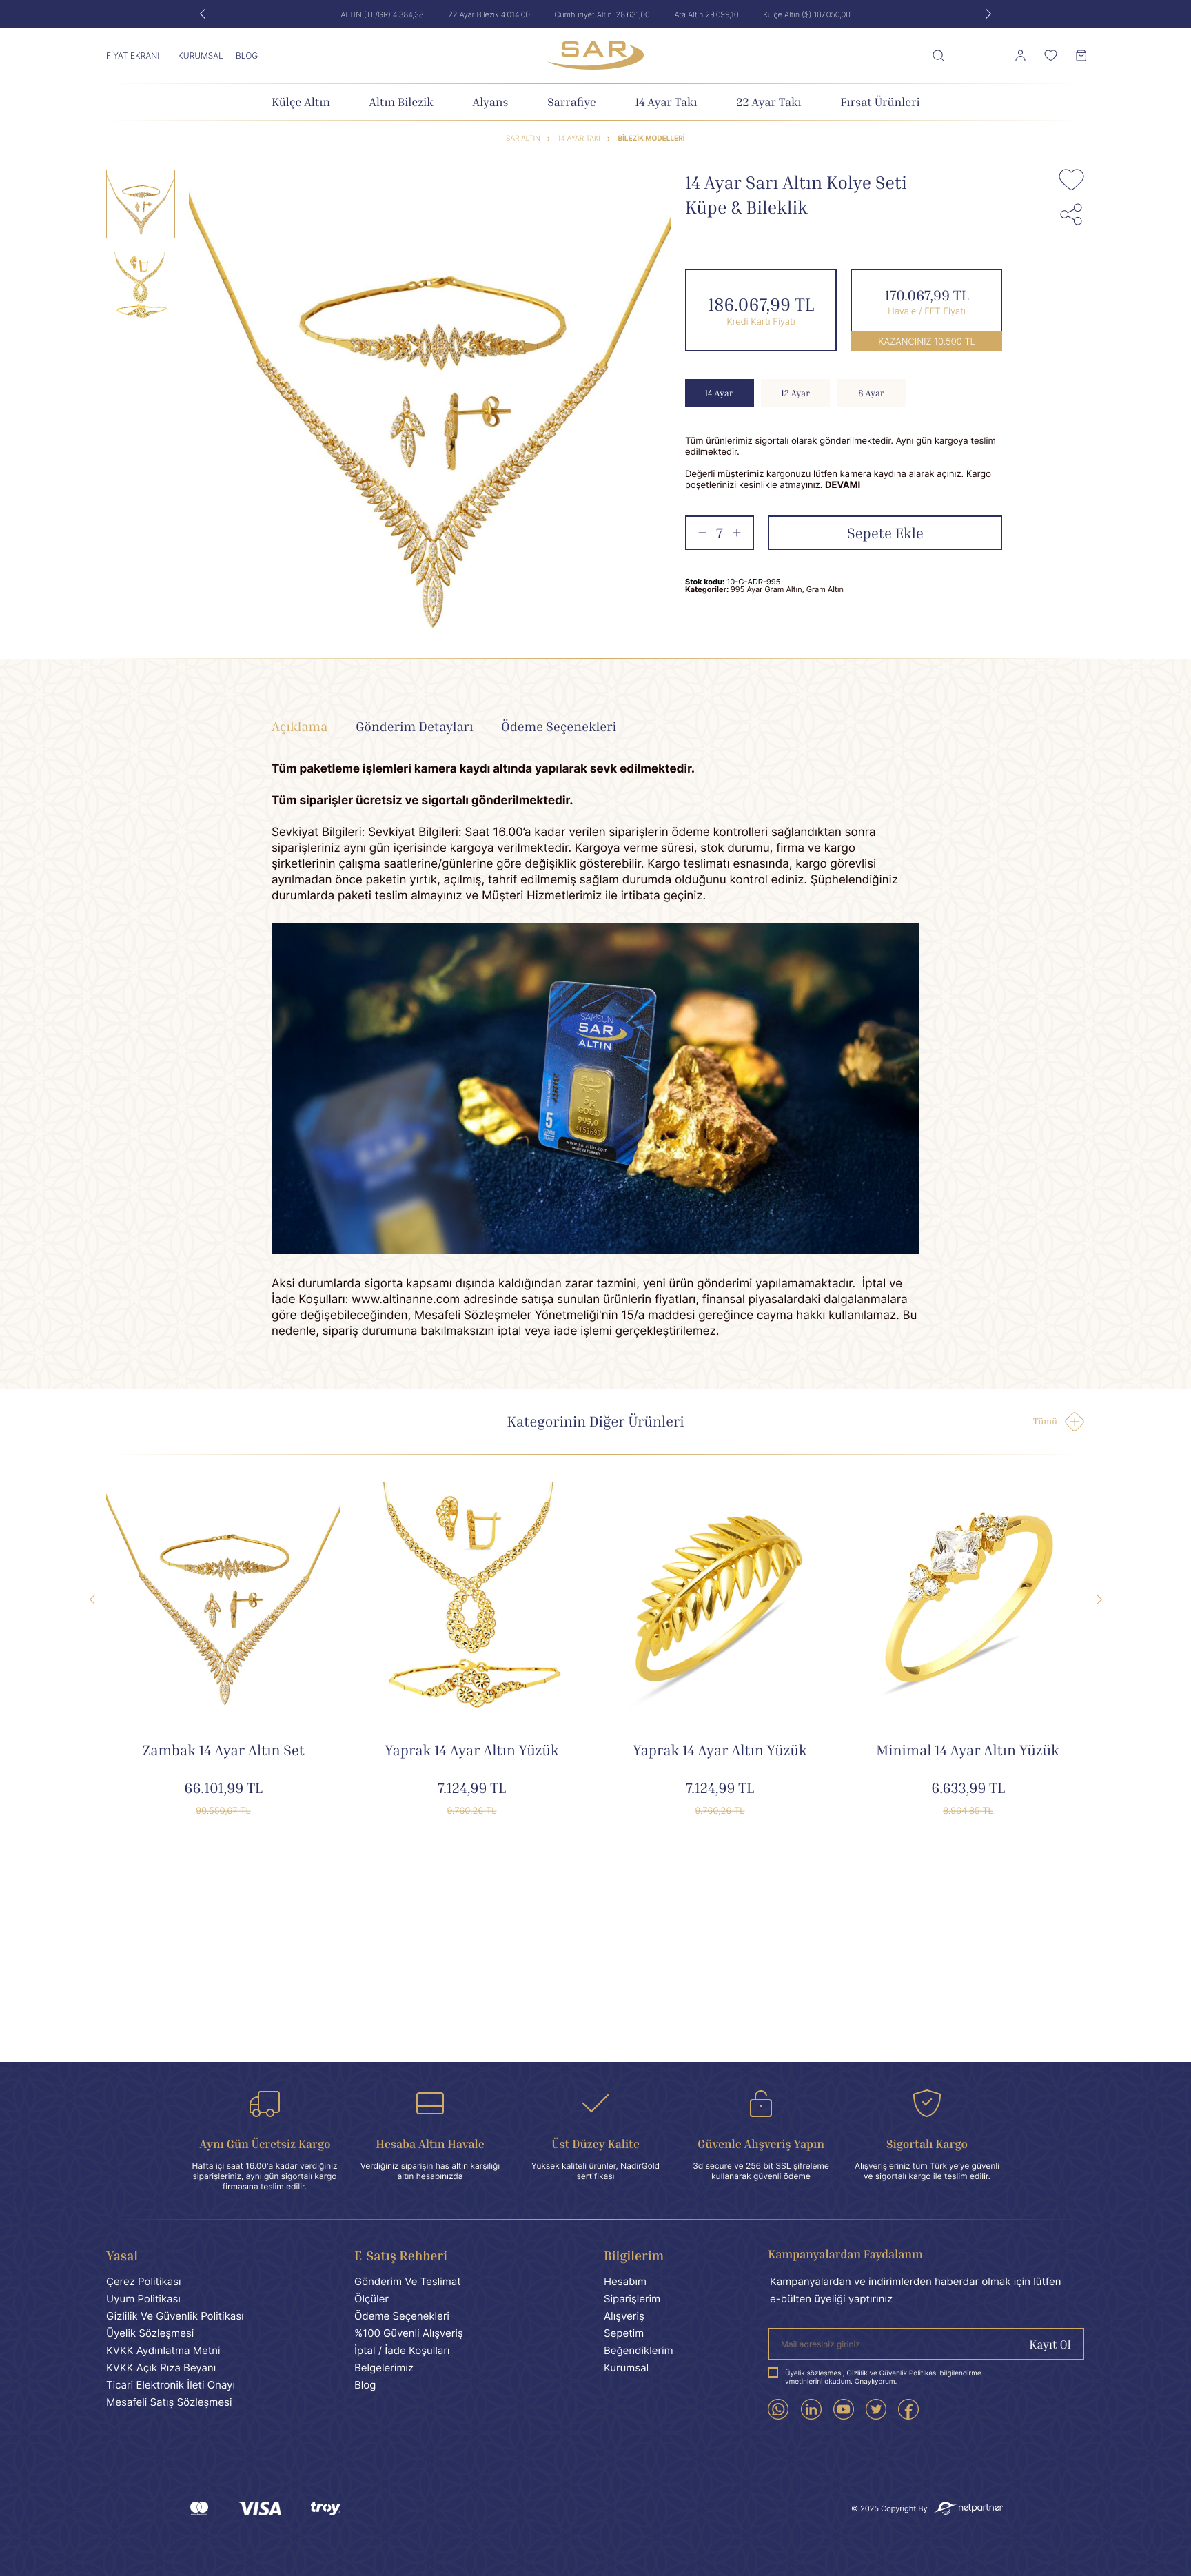 ALTIN (TL/GR) 4.384,38 22 Ayar Bilezik 4.014,00 Cumhuriyet Altını 28.631,00 Ata Altın 29.099,10 Külçe Altın ($) 107.050,00
FİYAT EKRANI KURUMSAL BLOG
SAR
Külçe Altın Altın Bilezik Alyans Sarrafiye 14 Ayar Takı 22 Ayar Takı Fırsat Ürünleri
SAR ALTIN 14 AYAR TAKI BİLEZİK MODELLERİ
14 Ayar Sarı Altın Kolye Seti
Küpe & Bileklik
186.067,99 TL
Kredi Kartı Fiyatı
170.067,99 TL
Havale / EFT Fiyatı
KAZANCINIZ 10.500 TL
14 Ayar 12 Ayar 8 Ayar
Tüm ürünlerimiz sigortalı olarak gönderilmektedir. Aynı gün kargoya teslim
edilmektedir.
Değerli müşterimiz kargonuzu lütfen kamera kaydına alarak açınız. Kargo
poşetlerinizi kesinlikle atmayınız. DEVAMI
− 7 +
Sepete Ekle
Stok kodu: 10-G-ADR-995
Kategoriler: 995 Ayar Gram Altın, Gram Altın
Açıklama Gönderim Detayları Ödeme Seçenekleri
Tüm paketleme işlemleri kamera kaydı altında yapılarak sevk edilmektedir.
Tüm siparişler ücretsiz ve sigortalı gönderilmektedir.
Sevkiyat Bilgileri: Sevkiyat Bilgileri: Saat 16.00’a kadar verilen siparişlerin ödeme kontrolleri sağlandıktan sonra
siparişleriniz aynı gün içerisinde kargoya verilmektedir. Kargoya verme süresi, stok durumu, firma ve kargo
şirketlerinin çalışma saatlerine/günlerine göre değişiklik gösterebilir. Kargo teslimatı esnasında, kargo görevlisi
ayrılmadan önce paketin yırtık, açılmış, tahrif edilmemiş sağlam durumda olduğunu kontrol ediniz. Şüphelendiğiniz
durumlarda paketi teslim almayınız ve Müşteri Hizmetlerimiz ile irtibata geçiniz.
SAMSUN
SAR
ALTIN
SAR
5g
GOLD
995,0
5
www.saraltin.com
MADE IN TURKEY
Aksi durumlarda sigorta kapsamı dışında kaldığından zarar tazmini, yeni ürün gönderimi yapılamamaktadır. İptal ve
İade Koşulları: www.altinanne.com adresinde satışa sunulan ürünlerin fiyatları, finansal piyasalardaki dalgalanmalara
göre değişebileceğinden, Mesafeli Sözleşmeler Yönetmeliği'nin 15/a maddesi gereğince cayma hakkı kullanılamaz. Bu
nedenle, sipariş durumuna bakılmaksızın iptal veya iade işlemi gerçekleştirilemez.
Kategorinin Diğer Ürünleri
Tümü
Zambak 14 Ayar Altın Set Yaprak 14 Ayar Altın Yüzük Yaprak 14 Ayar Altın Yüzük Minimal 14 Ayar Altın Yüzük
66.101,99 TL 7.124,99 TL 7.124,99 TL 6.633,99 TL
90.550,67 TL 9.760,26 TL 9.760,26 TL 8.964,85 TL
Aynı Gün Ücretsiz Kargo
Hafta içi saat 16.00'a kadar verdiğiniz
siparişleriniz, aynı gün sigortalı kargo
firmasına teslim edilir.
Hesaba Altın Havale
Verdiğiniz siparişin has altın karşılığı
altın hesabınızda
Üst Düzey Kalite
Yüksek kaliteli ürünler, NadirGold
sertifikası
Güvenle Alışveriş Yapın
3d secure ve 256 bit SSL şifreleme
kullanarak güvenli ödeme
Sigortalı Kargo
Alışverişleriniz tüm Türkiye'ye güvenli
ve sigortalı kargo ile teslim edilir.
Yasal
Çerez Politikası
Uyum Politikası
Gizlilik Ve Güvenlik Politikası
Üyelik Sözleşmesi
KVKK Aydınlatma Metni
KVKK Açık Rıza Beyanı
Ticari Elektronik İleti Onayı
Mesafeli Satış Sözleşmesi
E-Satış Rehberi
Gönderim Ve Teslimat
Ölçüler
Ödeme Seçenekleri
%100 Güvenli Alışveriş
İptal / İade Koşulları
Belgelerimiz
Blog
Bilgilerim
Hesabım
Siparişlerim
Alışveriş
Sepetim
Beğendiklerim
Kurumsal
Kampanyalardan Faydalanın
Kampanyalardan ve indirimlerden haberdar olmak için lütfen
e-bülten üyeliği yaptırınız
Mail adresiniz giriniz
Kayıt Ol
Üyelik sözleşmesi, Gizlilik ve Güvenlik Politikası bilgilendirme
vmetinlerini okudum. Onaylıyorum.
VISA troy
© 2025 Copyright By netpartner